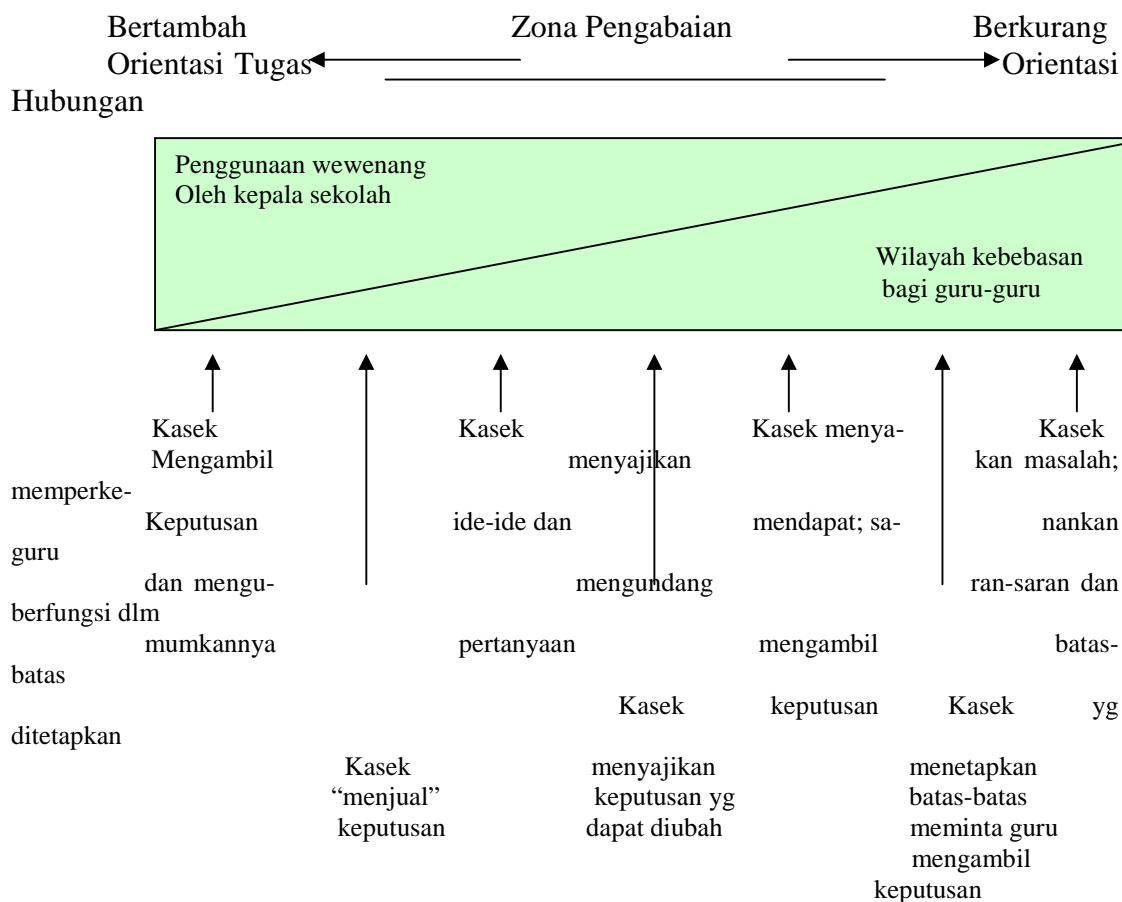 Bertambah Zona Pengabaian Berkurang
Orientasi Tugas Orientasi
Hubungan
Penggunaan wewenang
Oleh kepala sekolah
Wilayah kebebasan
bagi guru-guru
Kasek Kasek Kasek menya- Kasek
Mengambil menyajikan kan masalah;
memperke-
Keputusan ide-ide dan mendapat; sa- nankan
guru
dan mengu- mengundang ran-saran dan
berfungsi dlm
mumkannya pertanyaan mengambil batas-
batas
Kasek keputusan Kasek yg
ditetapkan
Kasek menyajikan menetapkan
“menjual” keputusan yg batas-batas
keputusan dapat diubah meminta guru
mengambil
keputusan